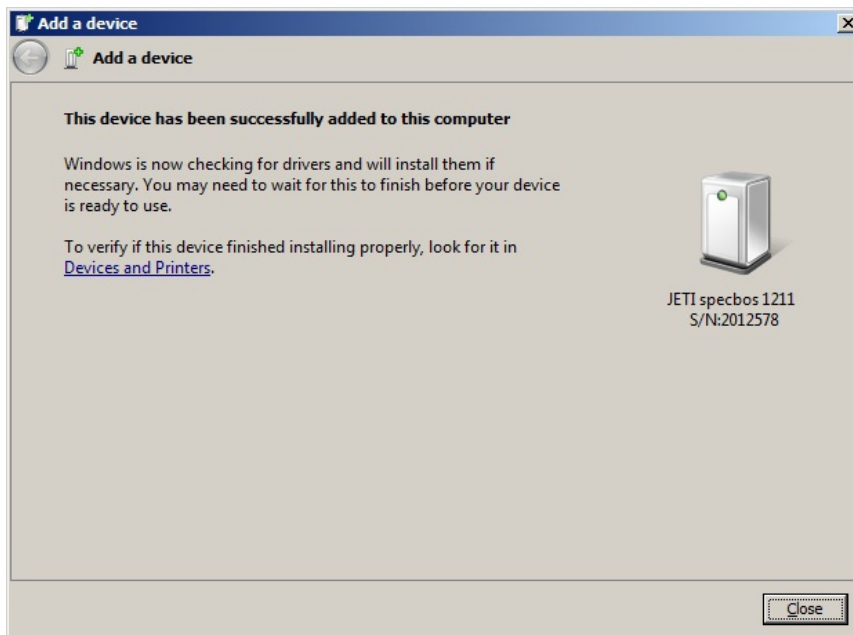 Add a device
Add a device
This device has been successfully added to this computer
Windows is now checking for drivers and will install them if
necessary. You may need to wait for this to finish before your device
is ready to use.
To verify if this device finished installing properly, look for it in
Devices and Printers.
JETI specbos 1211
S/N:2012578
Close